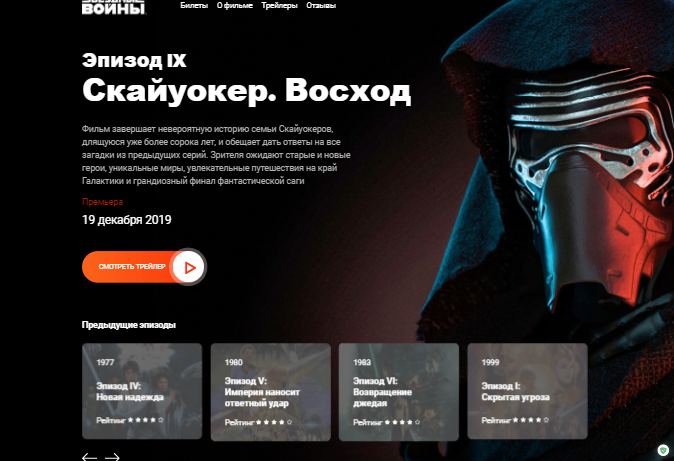 ВОЙНЫ
Билеты О фильме Трейлеры Отзывы
Эпизод IX
Скайуокер. Восход
Фильм завершает невероятную историю семьи Скайуокеров,
длящуюся уже более сорока лет, и обещает дать ответы на все
загадки из предыдущих серий. Зрителя ожидают старые и новые
герои, уникальные миры, увлекательные путешествия на край
Галактики и грандиозный финал фантастической саги
Премьера
19 декабря 2019
СМОТРЕТЬ ТРЕЙЛЕР
Предыдущие эпизоды
1977
Эпизод IV:
Новая надежда
Рейтинг ★ ★ ★ ★ ☆
1980
Эпизод V:
Империя наносит
ответный удар
Рейтинг ★ ★ ★ ★ ☆
1983
Эпизод VI:
Возвращение
джедая
Рейтинг ★ ★ ★ ★ ☆
1999
Эпизод I:
Скрытая угроза
Рейтинг ★ ★ ★ ★ ☆